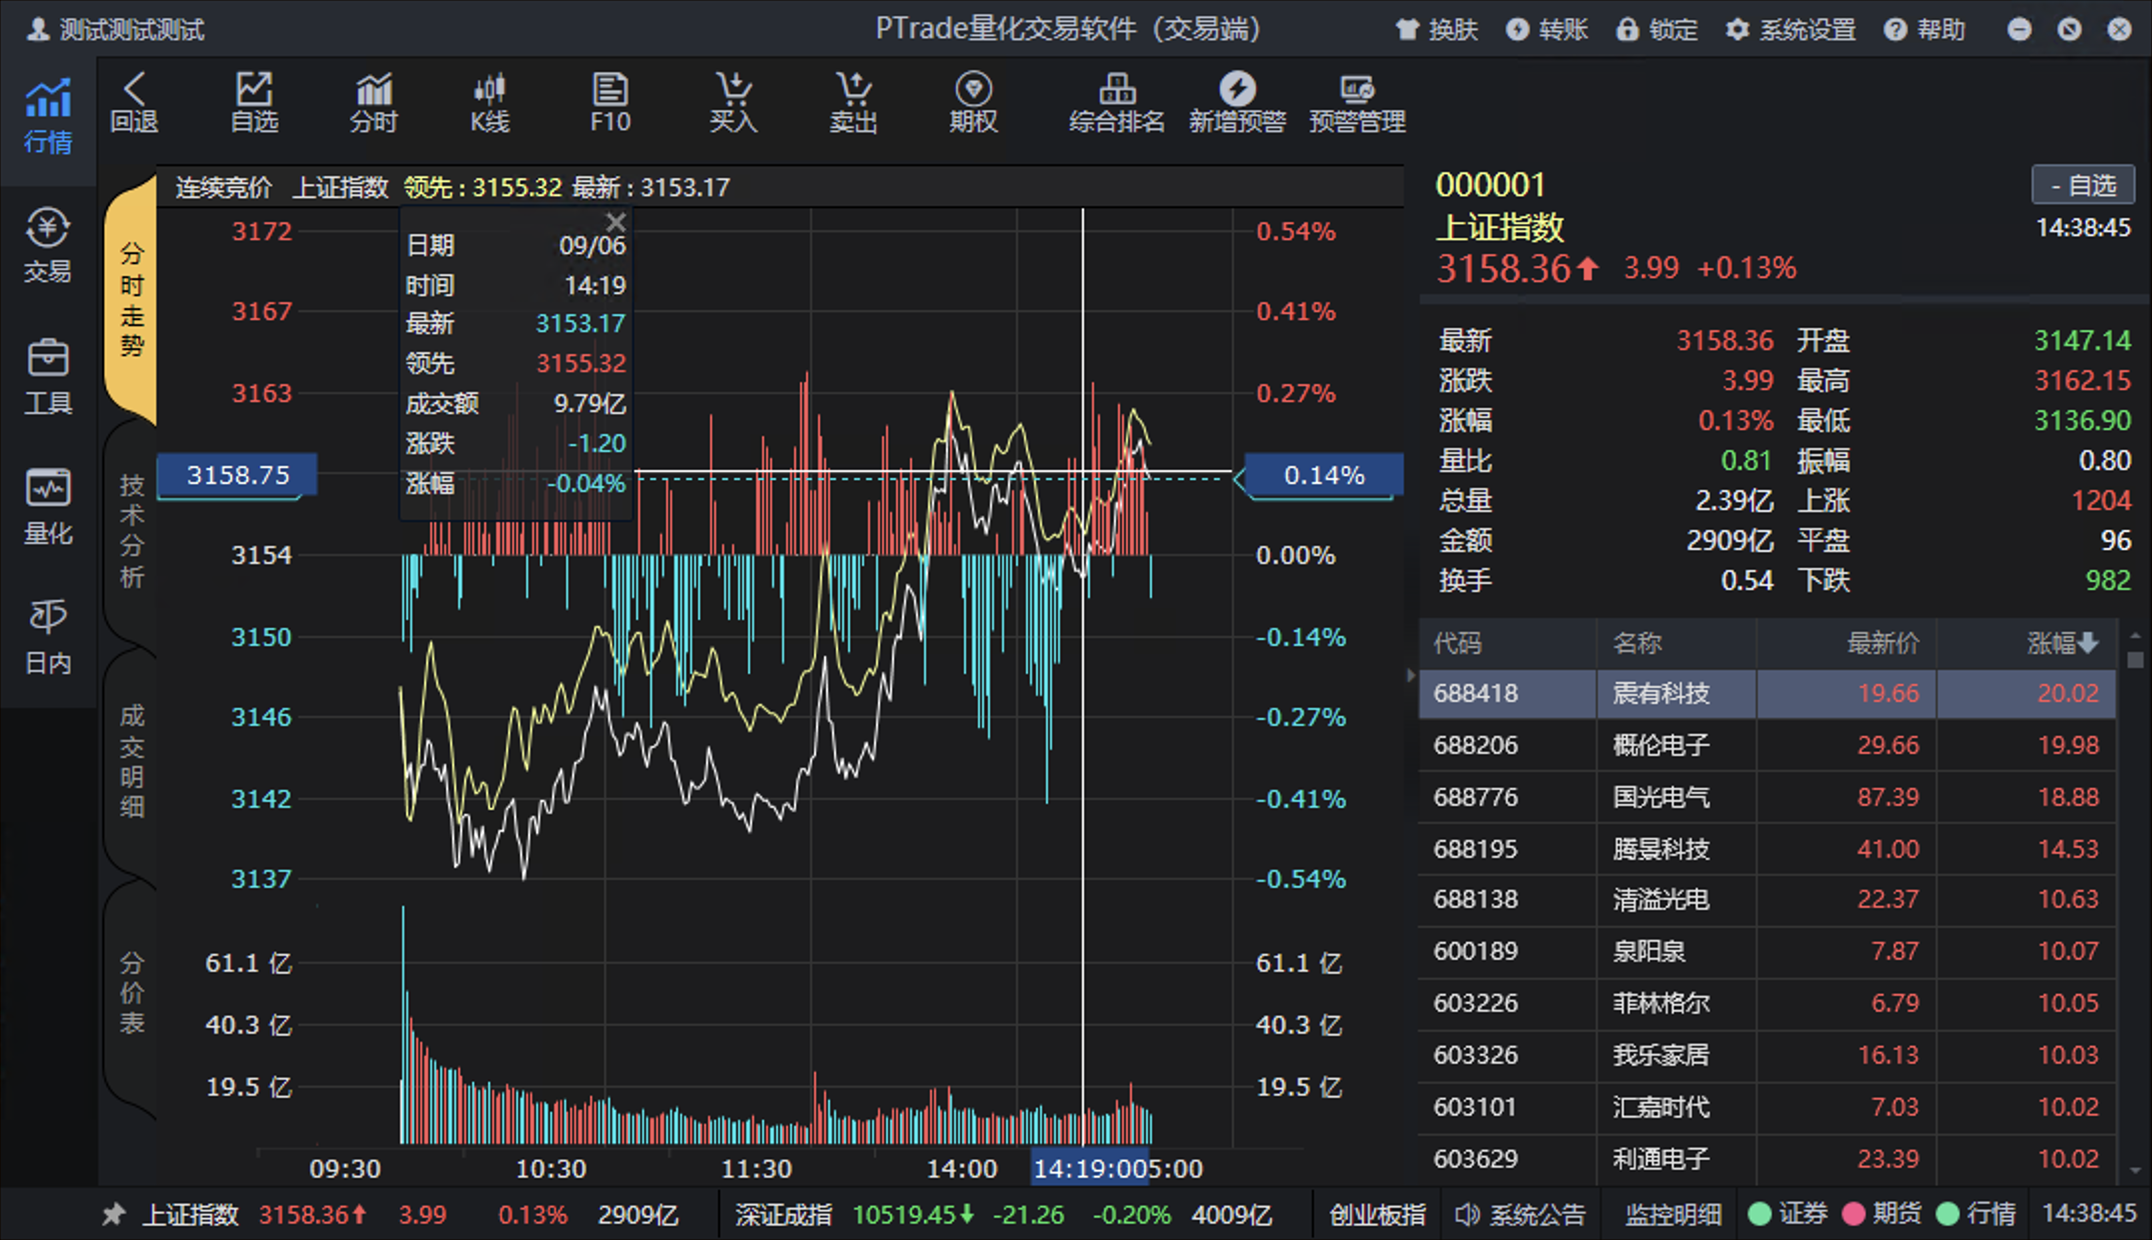 测试测试测试
PTrade量化交易软件（交易端）
换肤 转账 锁定 系统设置 帮助
行情
交易
工具
量化
日内
回退 自选 分时 K线 F10 买入 卖出 期权 综合排名 新增预警 预警管理
分时走势
技术分析
成交明细
分价表
连续竞价 上证指数 领先 : 3155.32 最新 : 3153.17
日期 09/06
时间 14:19
最新 3153.17
领先 3155.32
成交额 9.79亿
涨跌 -1.20
涨幅 -0.04%
3172 0.54%
3167 0.41%
3163 0.27%
3158.75 0.14%
3154 0.00%
3150 -0.14%
3146 -0.27%
3142 -0.41%
3137 -0.54%
61.1 亿 61.1 亿
40.3 亿 40.3 亿
19.5 亿 19.5 亿
09:30 10:30 11:30 14:00 14:19:00 5:00
000001
- 自选
上证指数
14:38:45
3158.36 3.99 +0.13%
最新 3158.36 开盘 3147.14
涨跌 3.99 最高 3162.15
涨幅 0.13% 最低 3136.90
量比 0.81 振幅 0.80
总量 2.39亿 上涨 1204
金额 2909亿 平盘 96
换手 0.54 下跌 982
代码 名称 最新价 涨幅
688418 震有科技 19.66 20.02
688206 概伦电子 29.66 19.98
688776 国光电气 87.39 18.88
688195 腾景科技 41.00 14.53
688138 清溢光电 22.37 10.63
600189 泉阳泉 7.87 10.07
603226 菲林格尔 6.79 10.05
603326 我乐家居 16.13 10.03
603101 汇嘉时代 7.03 10.02
603629 利通电子 23.39 10.02
上证指数 3158.36 3.99 0.13% 2909亿 深证成指 10519.45 -21.26 -0.20% 4009亿 创业板指 系统公告 监控明细 证券 期货 行情 14:38:45